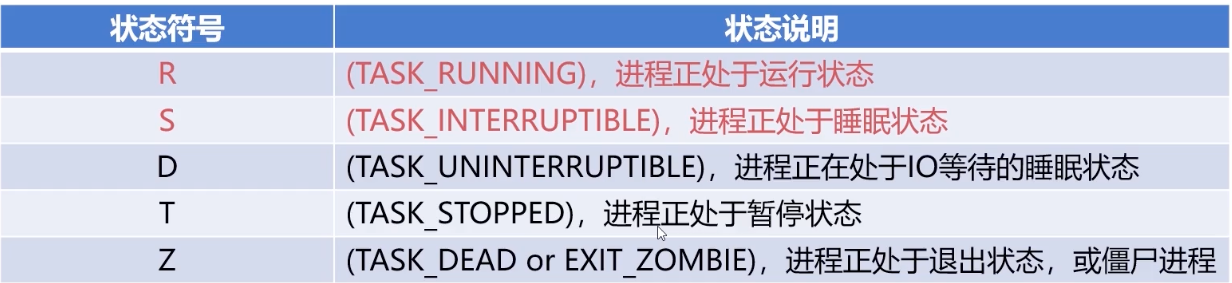 状态符号 状态说明
R (TASK_RUNNING)，进程正处于运行状态
S (TASK_INTERRUPTIBLE)，进程正处于睡眠状态
D (TASK_UNINTERRUPTIBLE)，进程正在处于IO等待的睡眠状态
T (TASK_STOPPED)，进程正处于暂停状态
Z (TASK_DEAD or EXIT_ZOMBIE)，进程正处于退出状态，或僵尸进程